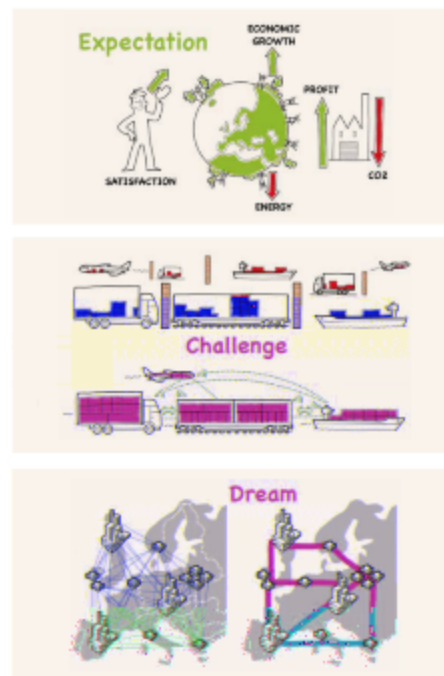 Expectation
ECONOMIC
GROWTH
PROFIT
SATISFACTION
ENERGY
CO2
Challenge
Dream